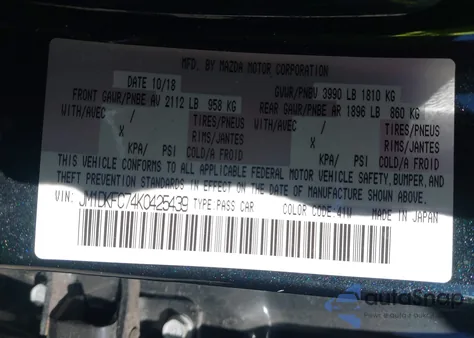 MFD. BY MAZDA MOTOR CORPORATION
DATE 10/18 GVWR/PNBV 3990 LB 1810 KG
FRONT GAWR/PNBE AV 2112 LB 958 KG REAR GAWR/PNBE AR 1896 LB 860 KG
WITH/AVEC / TIRES/PNEUS WITH/AVEC / TIRES/PNEUS
X RIMS/JANTES X RIMS/JANTES
KPA/ PSI COLD/A FROID KPA/ PSI COLD/A FROID
THIS VEHICLE CONFORMS TO ALL APPLICABLE FEDERAL MOTOR VEHICLE SAFETY, BUMPER, AND
THEFT PREVENTION STANDARDS IN EFFECT ON THE DATE OF MANUFACTURE SHOWN ABOVE.
VIN: JM1DKFC74K0425439 TYPE PASS CAR COLOR CODE: 41U MADE IN JAPAN
autoSnap